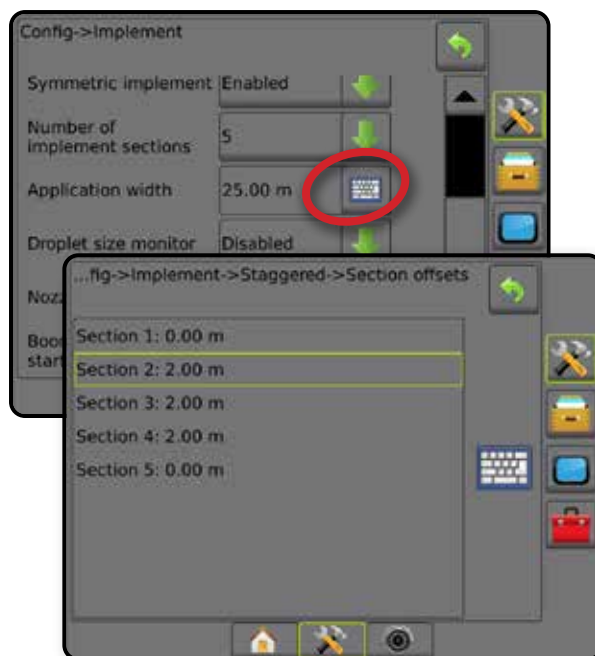 Config->Implement
Symmetric implement Enabled
Number of
implement sections
5
Application width 25.00 m
Droplet size monitor Disabled
...fig->Implement->Staggered->Section offsets
Section 1: 0.00 m
Section 2: 2.00 m
Section 3: 2.00 m
Section 4: 2.00 m
Section 5: 0.00 m